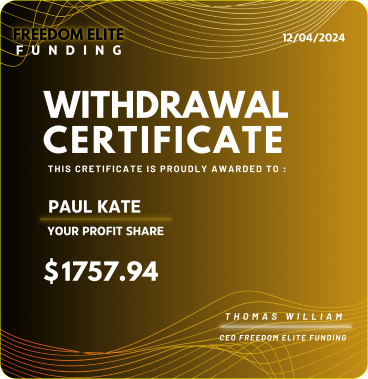 FREEDOM ELITE
FUNDING
12/04/2024
WITHDRAWAL
CERTIFICATE
THIS CRETIFICATE IS PROUDLY AWARDED TO :
PAUL KATE
YOUR PROFIT SHARE
$1757.94
THOMAS WILLIAM
CEO FREEDOM ELITE FUNDING